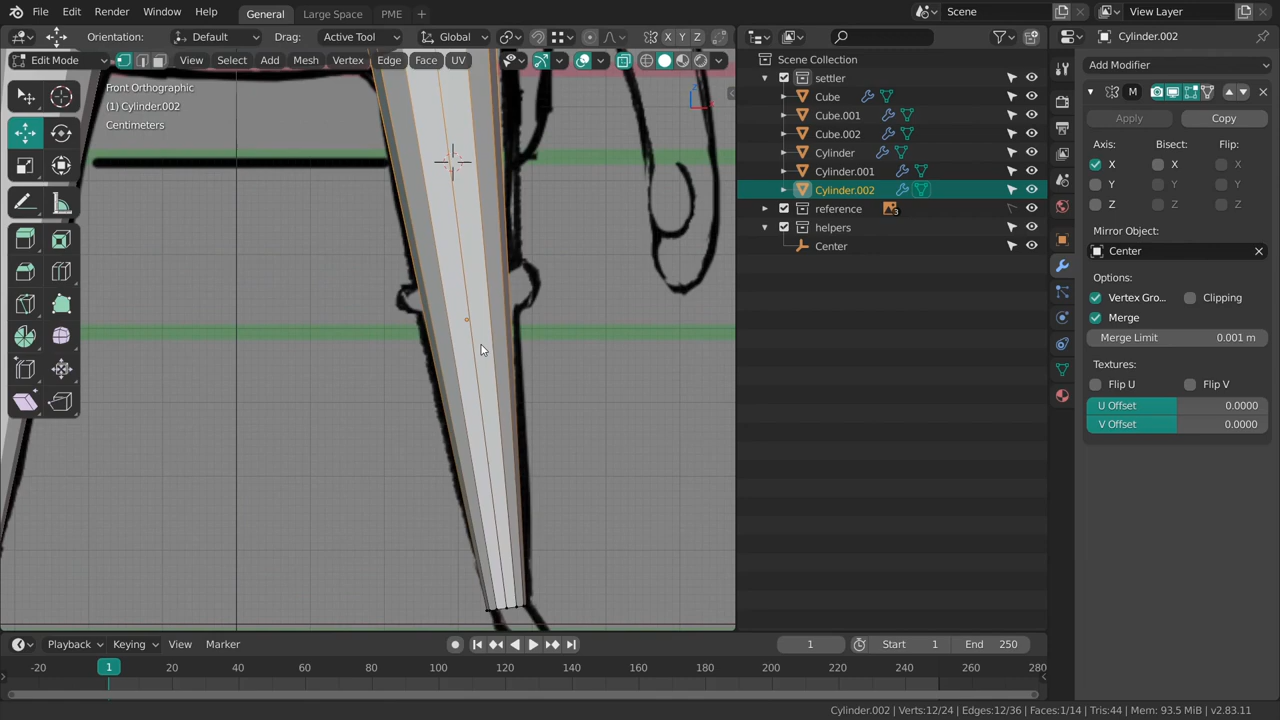 File Edit Render Window Help General Large Space PME + Scene View Layer
Orientation: Default Drag: Active Tool Global X Y Z Cylinder.002
Edit Mode View Select Add Mesh Vertex Edge Face UV
Front Orthographic
(1) Cylinder.002
Centimeters
Z
Scene Collection
settler
Cube
Cube.001
Cube.002
Cylinder
Cylinder.001
Cylinder.002
reference 3
helpers
Center
Add Modifier
M
Apply Copy
Axis: Bisect: Flip:
X X X
Y Y Y
Z Z Z
Mirror Object:
Center
Options:
Vertex Gro... Clipping
Merge
Merge Limit 0.001 m
Textures:
Flip U Flip V
U Offset 0.0000
V Offset 0.0000
Playback Keying View Marker 1 Start 1 End 250
-20 1 20 40 60 80 100 120 140 160 180 200 220 240 260 280
Cylinder.002 | Verts:12/24 | Edges:12/36 | Faces:1/14 | Tris:44 | Mem: 93.5 MiB | v2.83.11